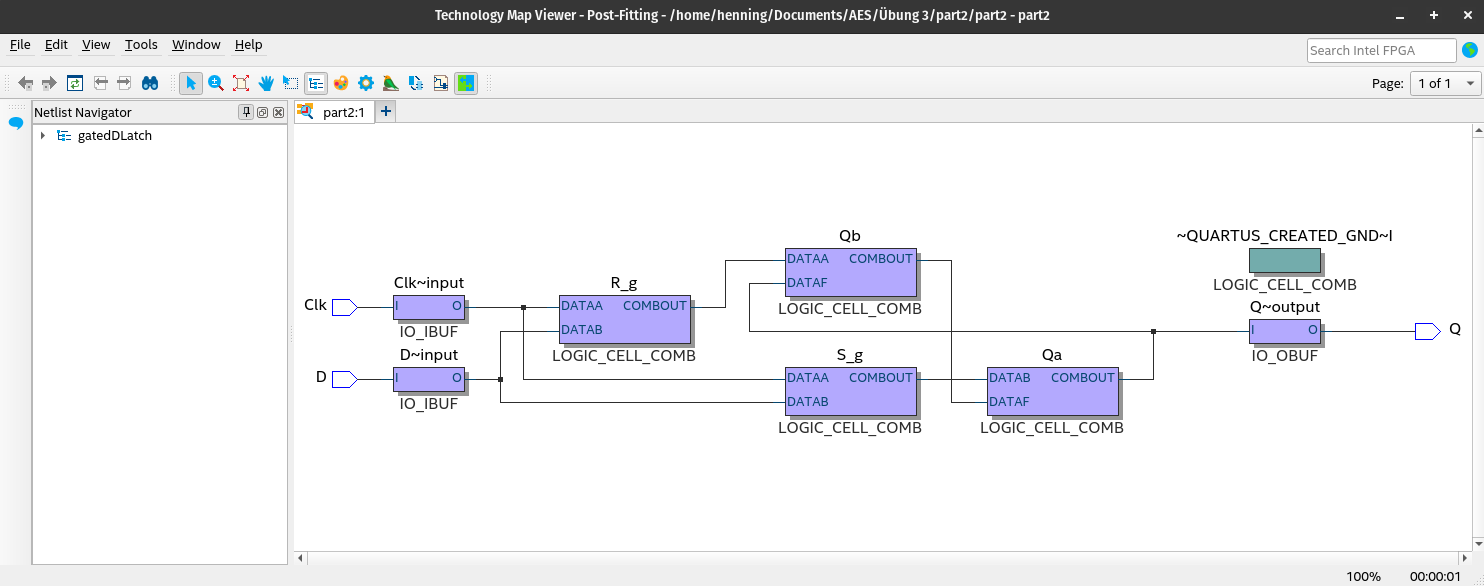 Technology Map Viewer - Post-Fitting - /home/henning/Documents/AES/Übung 3/part2/part2 - part2
File Edit View Tools Window Help
Search Intel FPGA
Page: 1 of 1
Netlist Navigator
part2:1
gatedDLatch
Qb
~QUARTUS_CREATED_GND~I
DATAA COMBOUT
DATAF
LOGIC_CELL_COMB
LOGIC_CELL_COMB
Clk~input
R_g
Q~output
Clk
I O
DATAA COMBOUT
DATAB
I O
Q
IO_IBUF
LOGIC_CELL_COMB
IO_OBUF
D~input
S_g
Qa
D
I O
DATAA COMBOUT
DATAB
DATAB COMBOUT
DATAF
IO_IBUF
LOGIC_CELL_COMB
LOGIC_CELL_COMB
100% 00:00:01